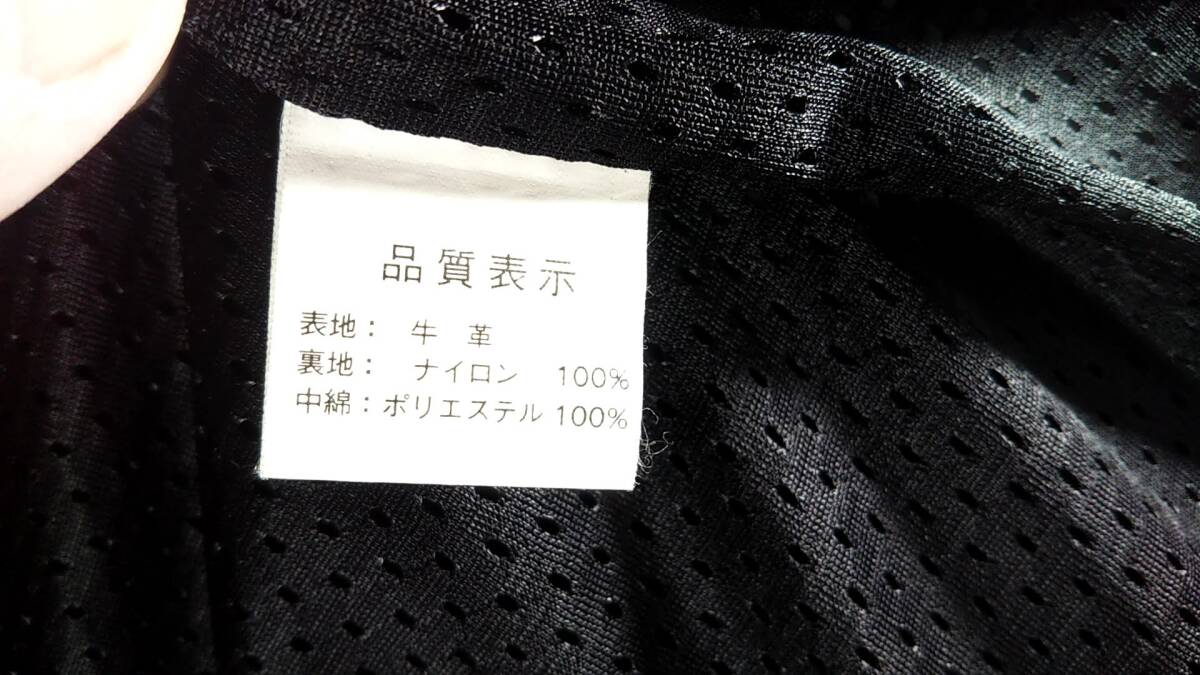 品質表示
表地： 牛 革
裏地： ナイロン 100%
中綿：ポリエステル 100%